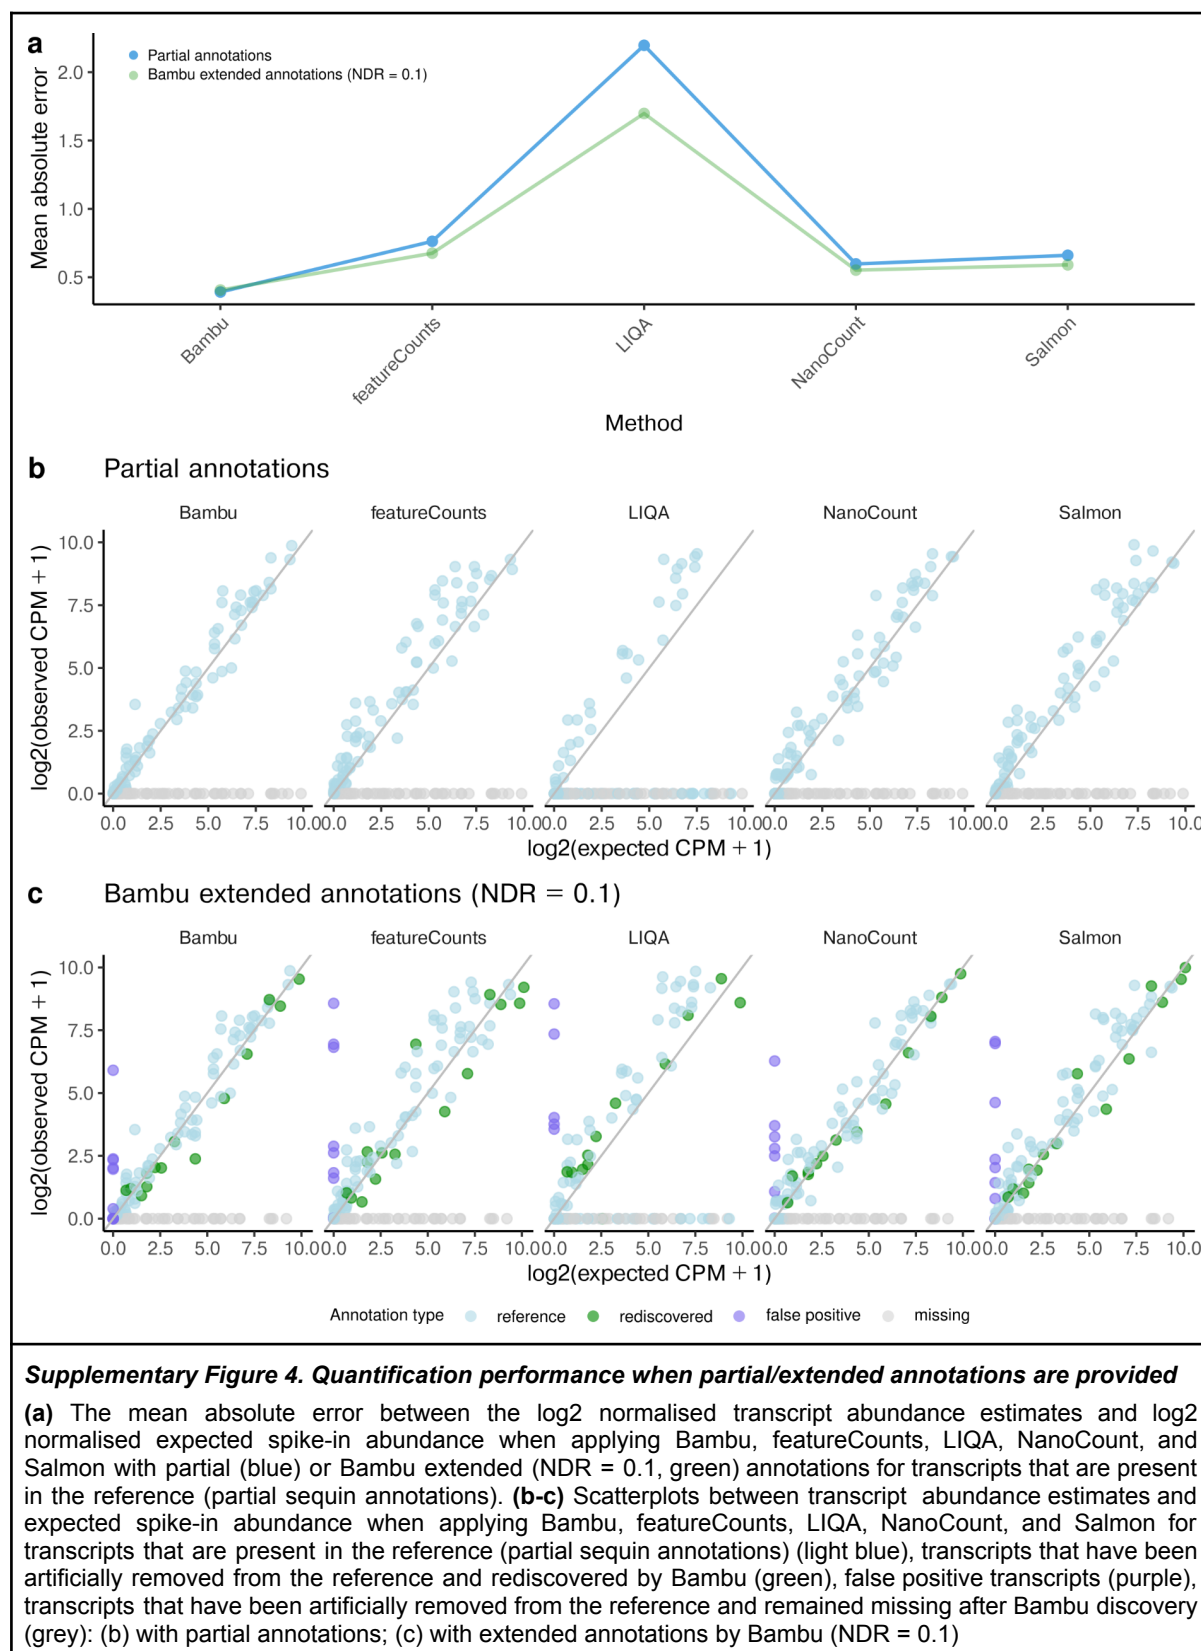 a
Partial annotations
Bambu extended annotations (NDR = 0.1)
Mean absolute error
2.0
1.5
1.0
0.5
Bambu
featureCounts
LIQA
NanoCount
Salmon
Method
b Partial annotations
Bambu featureCounts LIQA NanoCount Salmon
log2(observed CPM + 1)
10.0
7.5
5.0
2.5
0.0
0.0 2.5 5.0 7.5 10.0 0.0 2.5 5.0 7.5 10.0 0.0 2.5 5.0 7.5 10.0 0.0 2.5 5.0 7.5 10.0 0.0 2.5 5.0 7.5 10.0
log2(expected CPM + 1)
c Bambu extended annotations (NDR = 0.1)
Bambu featureCounts LIQA NanoCount Salmon
log2(observed CPM + 1)
10.0
7.5
5.0
2.5
0.0
0.0 2.5 5.0 7.5 10.0 0.0 2.5 5.0 7.5 10.0 0.0 2.5 5.0 7.5 10.0 0.0 2.5 5.0 7.5 10.0 0.0 2.5 5.0 7.5 10.0
log2(expected CPM + 1)
Annotation type reference rediscovered false positive missing
Supplementary Figure 4. Quantification performance when partial/extended annotations are provided
(a) The mean absolute error between the log2 normalised transcript abundance estimates and log2
normalised expected spike-in abundance when applying Bambu, featureCounts, LIQA, NanoCount, and
Salmon with partial (blue) or Bambu extended (NDR = 0.1, green) annotations for transcripts that are present
in the reference (partial sequin annotations). (b-c) Scatterplots between transcript abundance estimates and
expected spike-in abundance when applying Bambu, featureCounts, LIQA, NanoCount, and Salmon for
transcripts that are present in the reference (partial sequin annotations) (light blue), transcripts that have been
artificially removed from the reference and rediscovered by Bambu (green), false positive transcripts (purple),
transcripts that have been artificially removed from the reference and remained missing after Bambu discovery
(grey): (b) with partial annotations; (c) with extended annotations by Bambu (NDR = 0.1)